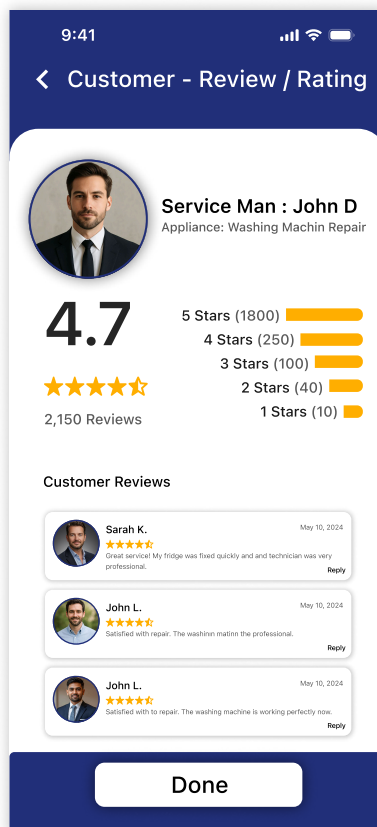 9:41
Customer - Review / Rating
Service Man : John D
Appliance: Washing Machin Repair
4.7
5 Stars (1800)
4 Stars (250)
3 Stars (100)
2 Stars (40)
1 Stars (10)
2,150 Reviews
Customer Reviews
Sarah K.
May 10, 2024
Great service! My fridge was fixed quickly and and technician was very
professional.
Reply
John L.
May 10, 2024
Satisfied with repair. The washinin matinn the professional.
Reply
John L.
May 10, 2024
Satisfied with to repair. The washing machine is working perfectly now.
Reply
Done